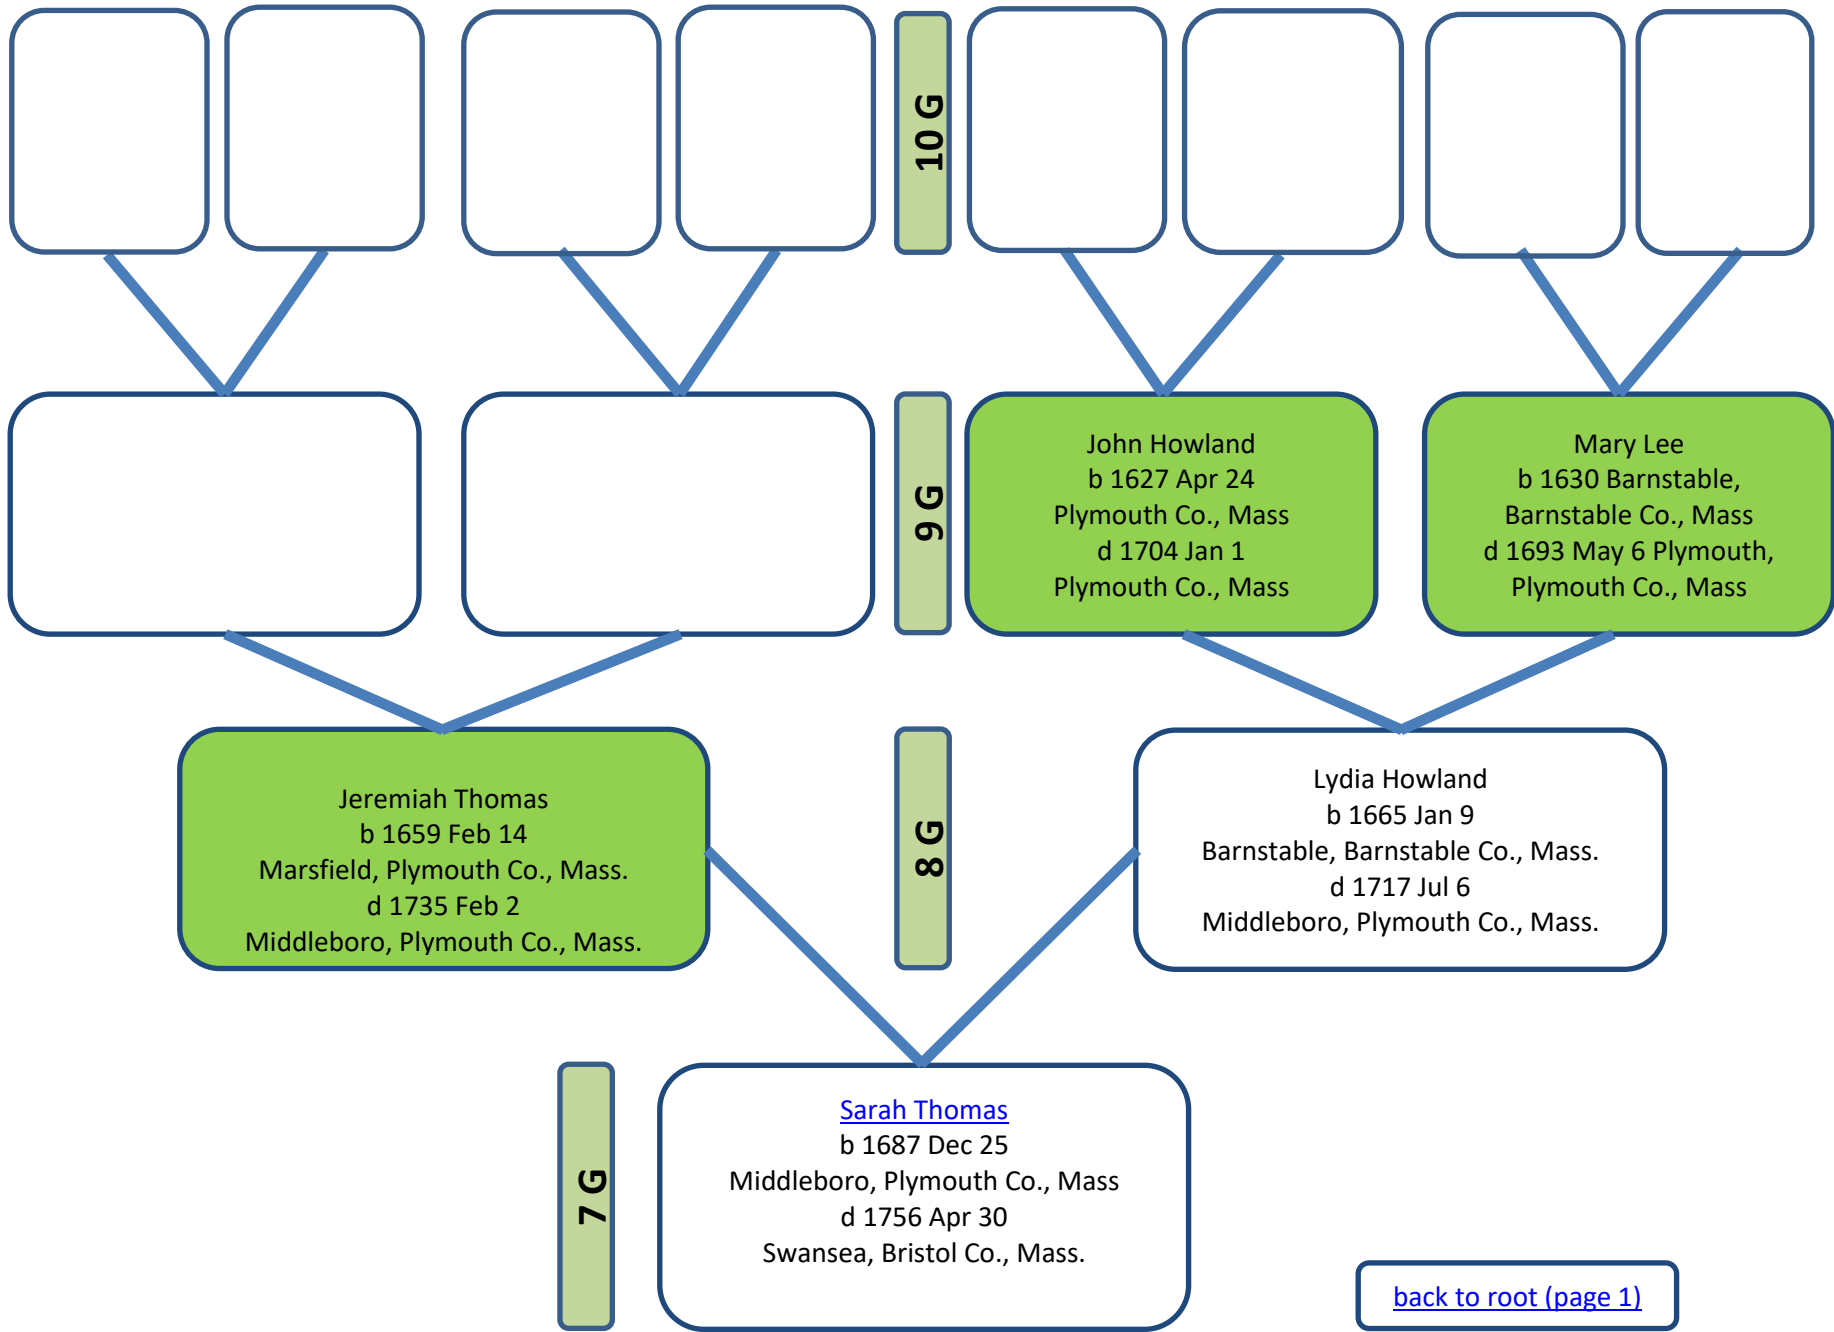 10 G
9 G
John Howland
b 1627 Apr 24
Plymouth Co., Mass
d 1704 Jan 1
Plymouth Co., Mass
Mary Lee
b 1630 Barnstable,
Barnstable Co., Mass
d 1693 May 6 Plymouth,
Plymouth Co., Mass
Jeremiah Thomas
b 1659 Feb 14
Marsfield, Plymouth Co., Mass.
d 1735 Feb 2
Middleboro, Plymouth Co., Mass.
8 G
Lydia Howland
b 1665 Jan 9
Barnstable, Barnstable Co., Mass.
d 1717 Jul 6
Middleboro, Plymouth Co., Mass.
7 G
Sarah Thomas
b 1687 Dec 25
Middleboro, Plymouth Co., Mass
d 1756 Apr 30
Swansea, Bristol Co., Mass.
back to root (page 1)